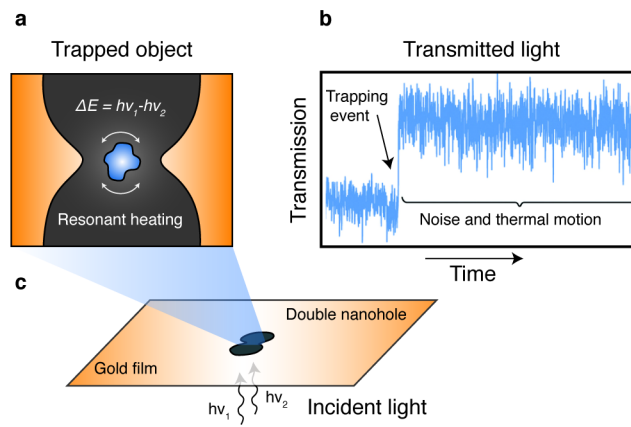 a
Trapped object
ΔE = hν₁-hν₂
Resonant heating
b
Transmitted light
Transmission
Trapping
event
Noise and thermal motion
Time
c
Double nanohole
Gold film
hν₁
hν₂
Incident light